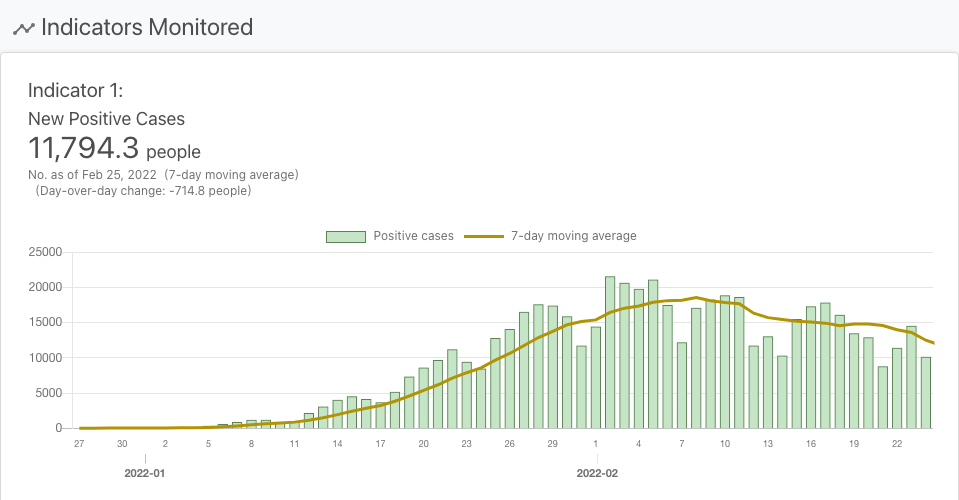 Indicators Monitored
Indicator 1:
New Positive Cases
11,794.3 people
No. as of Feb 25, 2022 (7-day moving average)
(Day-over-day change: -714.8 people)
Positive cases 7-day moving average
25000
20000
15000
10000
5000
0
27 30 2 5 8 11 14 17 20 23 26 29 1 4 7 10 13 16 19 22
2022-01 2022-02